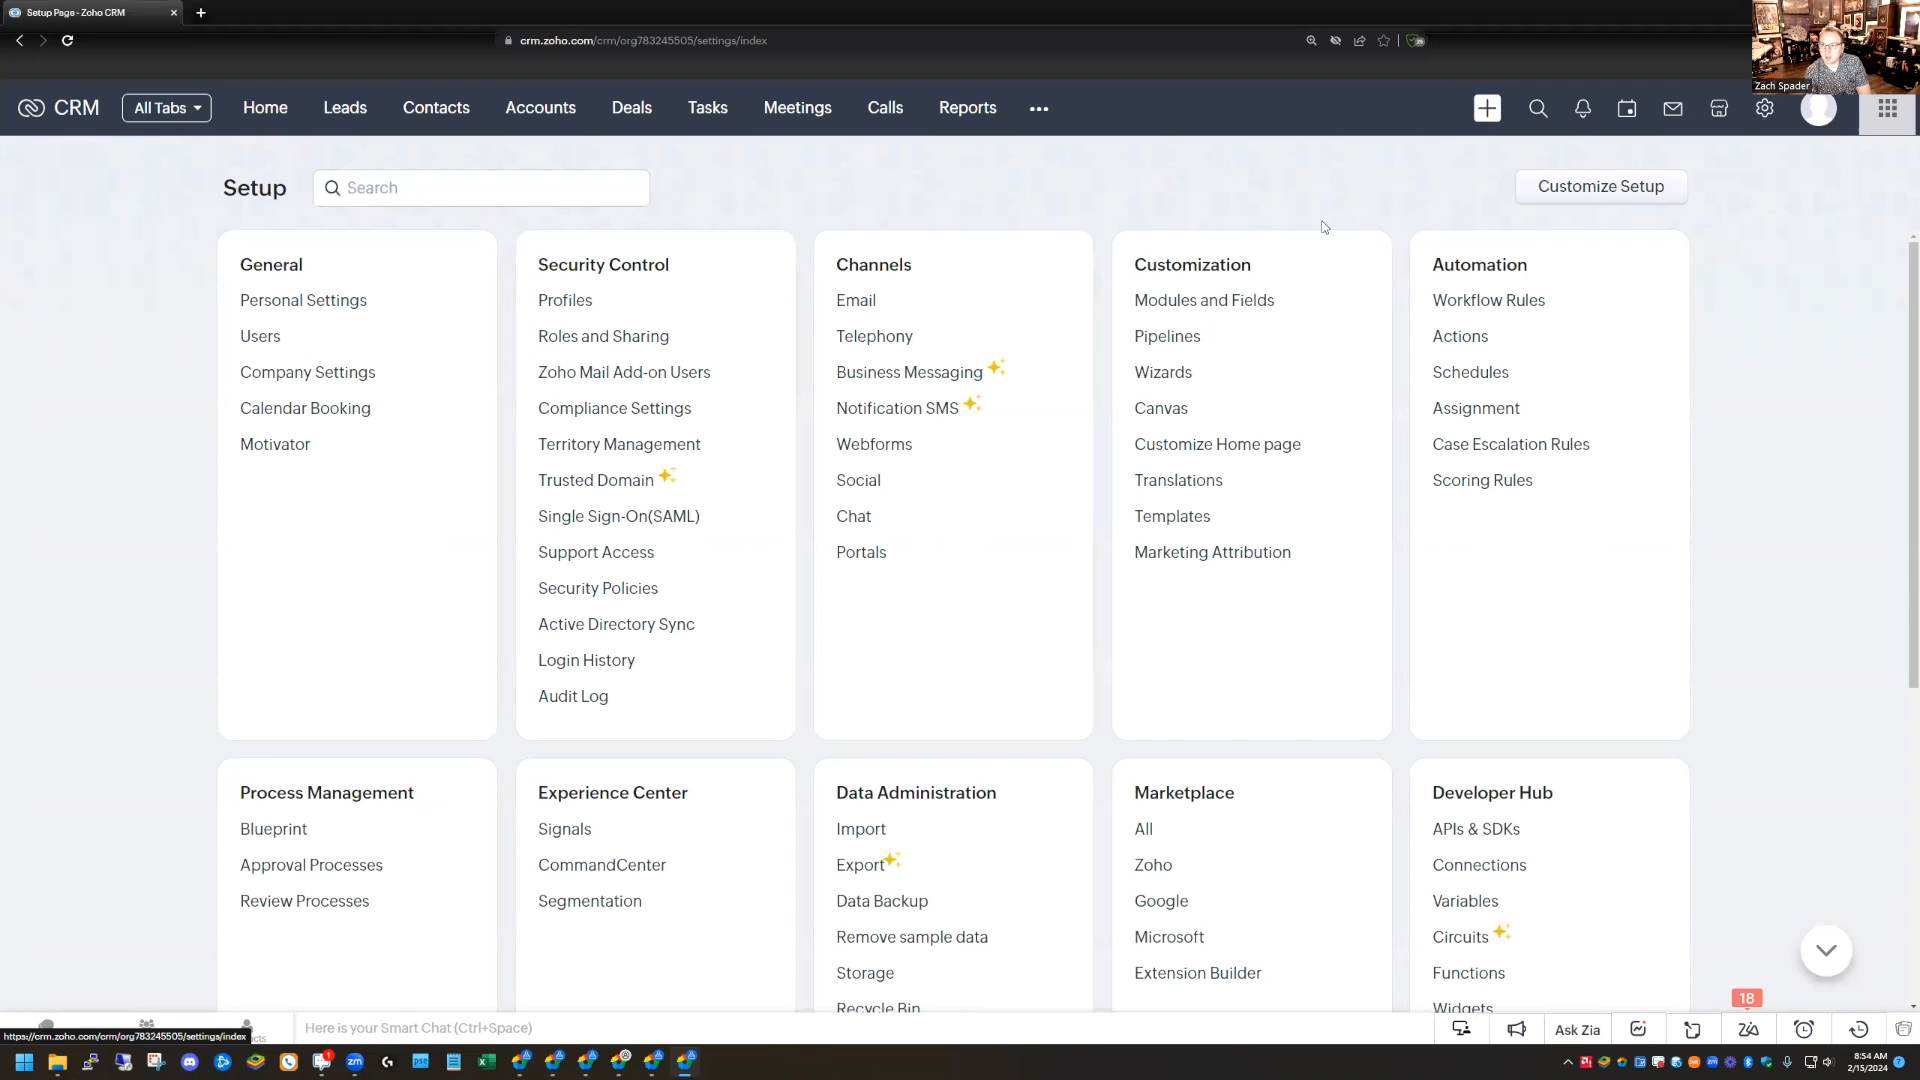 Setup Page - Zoho CRM
crm.zoho.com/crm/org783245505/settings/index
Zach Spader
CRM
All Tabs
Home
Leads
Contacts
Accounts
Deals
Tasks
Meetings
Calls
Reports
Setup
Search
Customize Setup
General
Personal Settings
Users
Company Settings
Calendar Booking
Motivator
Security Control
Profiles
Roles and Sharing
Zoho Mail Add-on Users
Compliance Settings
Territory Management
Trusted Domain
Single Sign-On(SAML)
Support Access
Security Policies
Active Directory Sync
Login History
Audit Log
Channels
Email
Telephony
Business Messaging
Notification SMS
Webforms
Social
Chat
Portals
Customization
Modules and Fields
Pipelines
Wizards
Canvas
Customize Home page
Translations
Templates
Marketing Attribution
Automation
Workflow Rules
Actions
Schedules
Assignment
Case Escalation Rules
Scoring Rules
Process Management
Blueprint
Approval Processes
Review Processes
Experience Center
Signals
CommandCenter
Segmentation
Data Administration
Import
Export
Data Backup
Remove sample data
Storage
Recycle Bin
Marketplace
All
Zoho
Google
Microsoft
Extension Builder
Developer Hub
APIs & SDKs
Connections
Variables
Circuits
Functions
Widgets
18
Here is your Smart Chat (Ctrl+Space)
Ask Zia
https://crm.zoho.com/crm/org783245505/settings/index
8:54 AM
2/15/2024